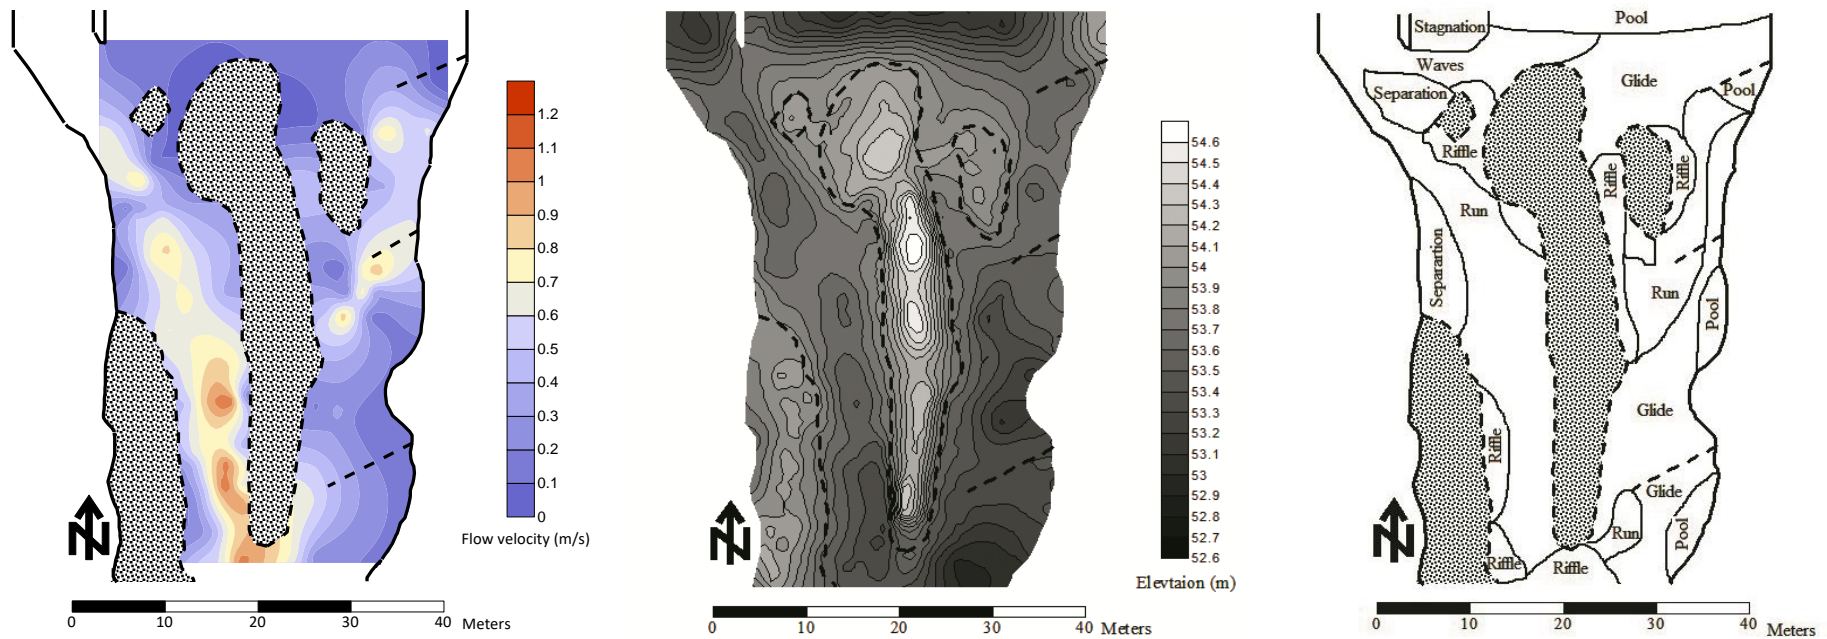 1.2
1.1
1
0.9
0.8
0.7
0.6
0.5
0.4
0.3
0.2
0.1
0
Flow velocity (m/s)
N
0 10 20 30 40 Meters
54.6
54.5
54.4
54.3
54.2
54.1
54
53.9
53.8
53.7
53.6
53.5
53.4
53.3
53.2
53.1
53
52.9
52.8
52.7
52.6
Elevtaion (m)
N
0 10 20 30 40 Meters
Stagnation
Pool
Waves
Glide
Separation
Pool
Riffle
Riffle
Riffle
Run
Separartion
Run
Pool
Glide
Riffle
Glide
Run
Pool
Riffle
Riffle
N
0 10 20 30 40 Meters